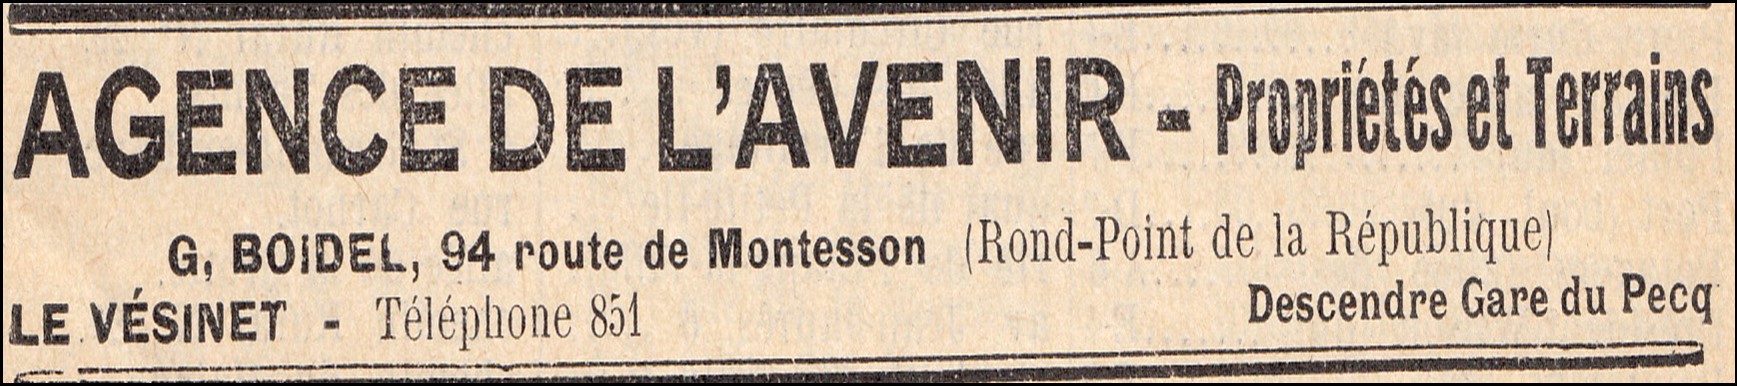 AGENCE DE L'AVENIR - Propriétés et Terrains
G, BOIDEL, 94 route de Montesson (Rond-Point de la République)
LE VÉSINET - Téléphone 851 Descendre Gare du Pecq